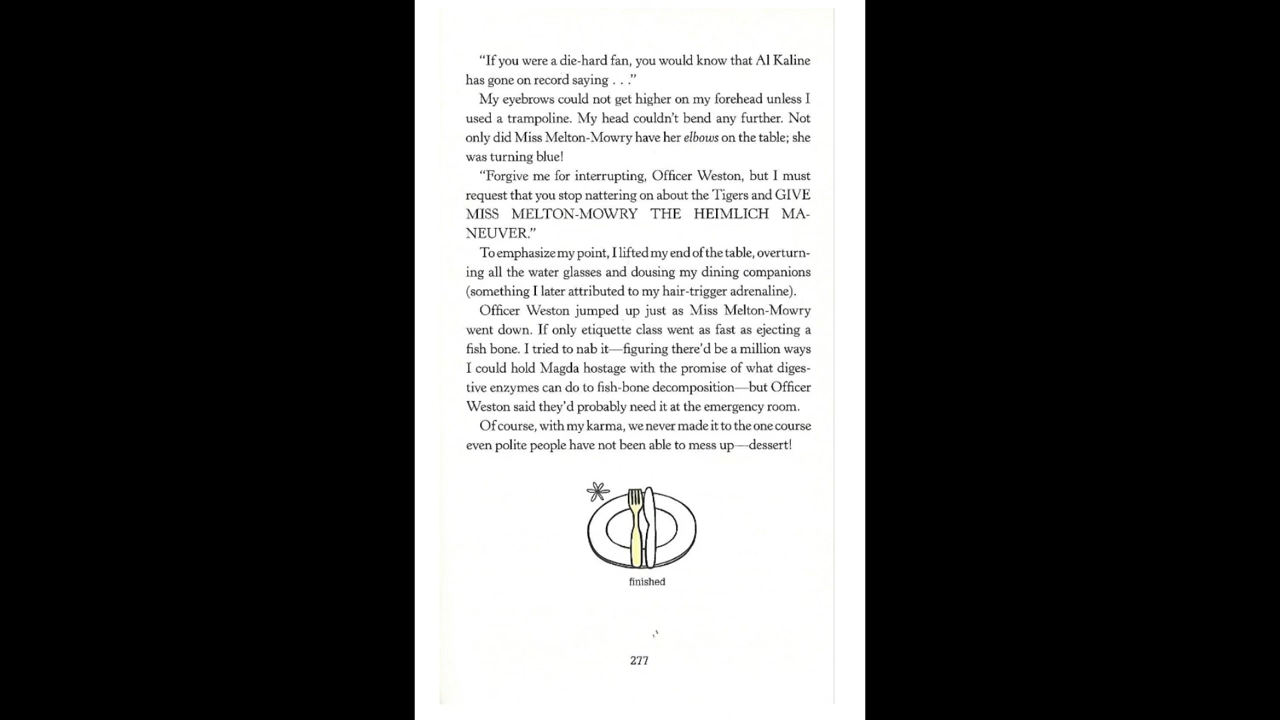 “If you were a die-hard fan, you would know that Al Kaline
has gone on record saying . . .”
My eyebrows could not get higher on my forehead unless I
used a trampoline. My head couldn’t bend any further. Not
only did Miss Melton-Mowry have her elbows on the table; she
was turning blue!
“Forgive me for interrupting, Officer Weston, but I must
request that you stop nattering on about the Tigers and GIVE
MISS MELTON-MOWRY THE HEIMLICH MA-
NEUVER.”
To emphasize my point, I lifted my end of the table, overturn-
ing all the water glasses and dousing my dining companions
(something I later attributed to my hair-trigger adrenaline).
Officer Weston jumped up just as Miss Melton-Mowry
went down. If only etiquette class went as fast as ejecting a
fish bone. I tried to nab it—figuring there’d be a million ways
I could hold Magda hostage with the promise of what diges-
tive enzymes can do to fish-bone decomposition—but Officer
Weston said they’d probably need it at the emergency room.
Of course, with my karma, we never made it to the one course
even polite people have not been able to mess up—dessert!
finished
277